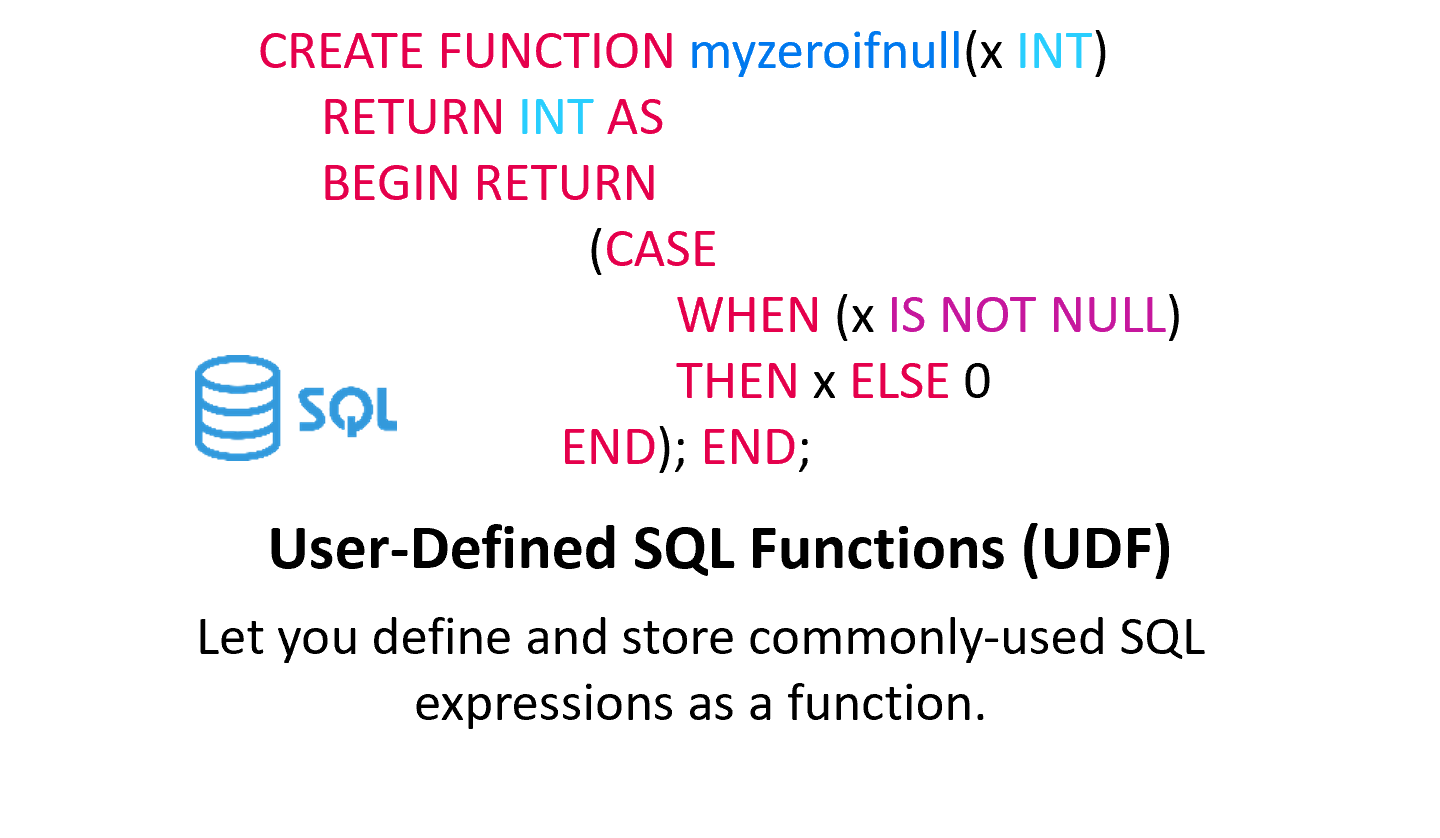 CREATE FUNCTION myzeroifnull(x INT)
RETURN INT AS
BEGIN RETURN
(CASE
WHEN (x IS NOT NULL)
THEN x ELSE 0
END); END;
SQL
User-Defined SQL Functions (UDF)
Let you define and store commonly-used SQL
expressions as a function.